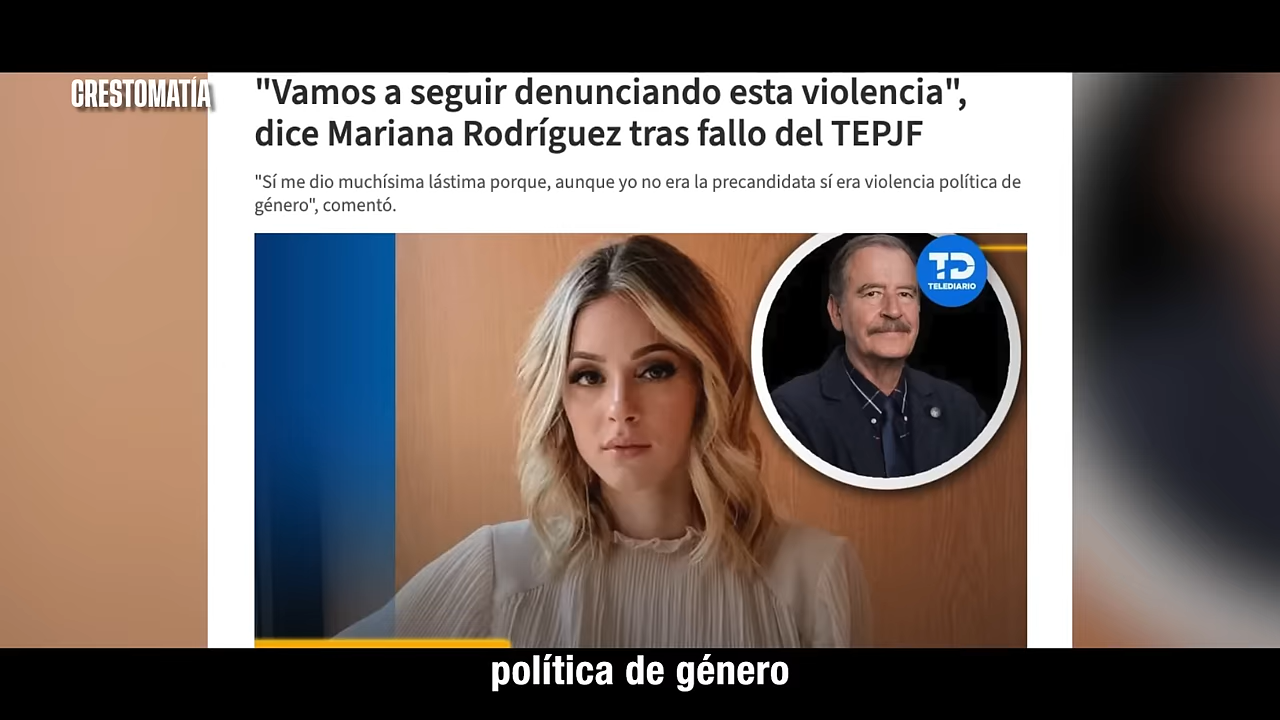 CRESTOMATÍA
"Vamos a seguir denunciando esta violencia",
dice Mariana Rodríguez tras fallo del TEPJF
"Sí me dio muchísima lástima porque, aunque yo no era la precandidata sí era violencia política de
género", comentó.
TD
TELEDIARIO
política de género